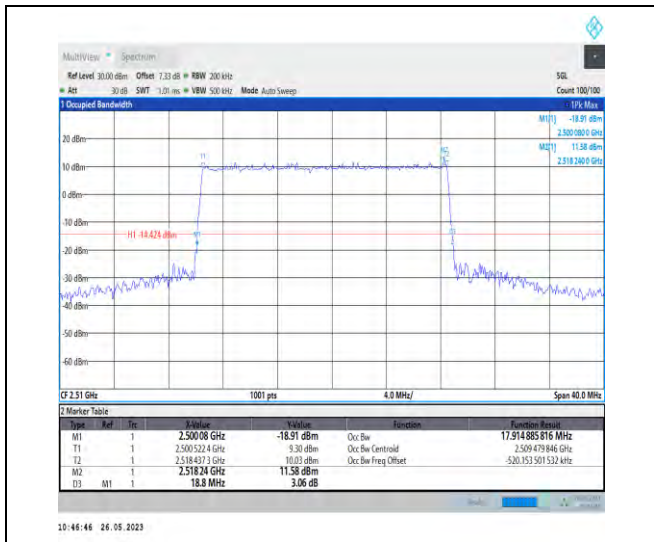 MultiView Spectrum
Ref Level 30.00 dBm Offset 7.33 dB RBW 200 kHz SGL
Att 30 dB SWT 1.01 ms VBW 500 kHz Mode Auto Sweep Count 100/100
1 Occupied Bandwidth 1Pk Max
M1[1] -18.91 dBm
2.500 080 0 GHz
M2[1] 11.58 dBm
2.518 240 0 GHz
20 dBm
T1
10 dBm
0 dBm
-10 dBm
H1 -14.424 dBm
-20 dBm
-30 dBm
-40 dBm
-50 dBm
-60 dBm
CF 2.51 GHz 1001 pts 4.0 MHz/ Span 40.0 MHz
2 Marker Table
Type Ref Trc X-Value Y-Value Function Function Result
M1 1 2.50008 GHz -18.91 dBm Occ Bw 17.914 885 816 MHz
T1 1 2.500 522 4 GHz 9.30 dBm Occ Bw Centroid 2.509 479 846 GHz
T2 1 2.518 437 3 GHz 10.03 dBm Occ Bw Freq Offset -520.153 501 532 kHz
M2 1 2.51824 GHz 11.58 dBm
D3 M1 1 18.8 MHz 3.06 dB
10:46:46 26.05.2023